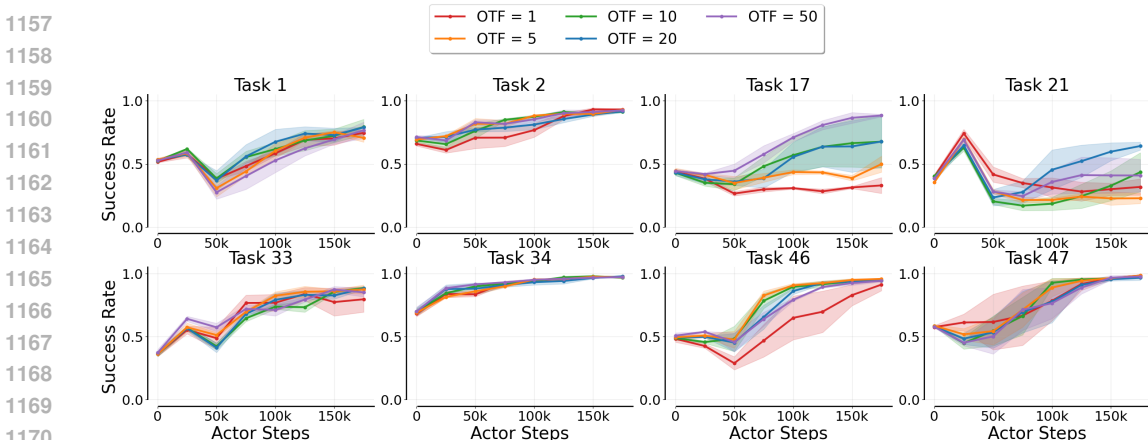 1157
1158
1159
1160
1161
1162
1163
1164
1165
1166
1167
1168
1169
1170
OTF = 1 OTF = 10 OTF = 50
OTF = 5 OTF = 20
Task 1 Task 2 Task 17 Task 21
Success Rate
1.0 1.0 1.0 1.0
0.5 0.5 0.5 0.5
0.0 0.0 0.0 0.0
0 50k 100k 150k 0 50k 100k 150k 0 50k 100k 150k 0 50k 100k 150k
Task 33 Task 34 Task 46 Task 47
Success Rate
1.0 1.0 1.0 1.0
0.5 0.5 0.5 0.5
0.0 0.0 0.0 0.0
0 50k 100k 150k 0 50k 100k 150k 0 50k 100k 150k 0 50k 100k 150k
Actor Steps Actor Steps Actor Steps Actor Steps